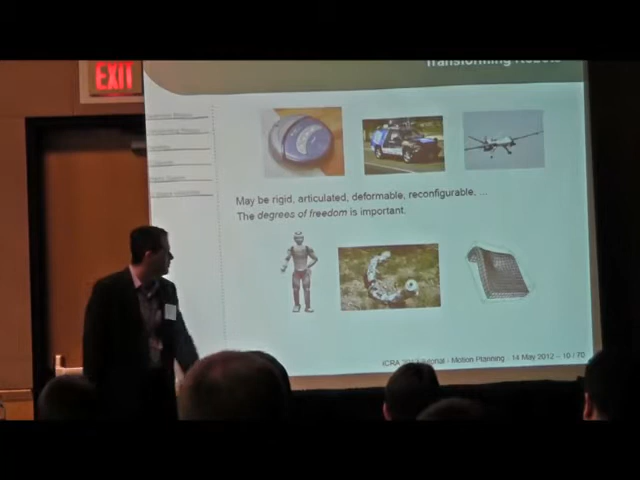 EXIT
Transforming Robots
May be rigid, articulated, deformable, reconfigurable, ...
The degrees of freedom is important.
ICRA 2012 Tutorial - Motion Planning - 14 May 2012 - 10 / 70